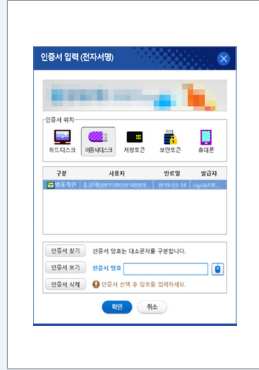 인증서 입력 (전자서명)
인증서 위치
하드디스크 이동식디스크 저장토큰 보안토큰 휴대폰
구분 사용자 만료일 발급자
범용개인
인증서 찾기 인증서 암호는 대소문자를 구분합니다.
인증서 보기 인증서 암호
인증서 삭제 인증서 선택 후 암호를 입력하세요.
확인 취소